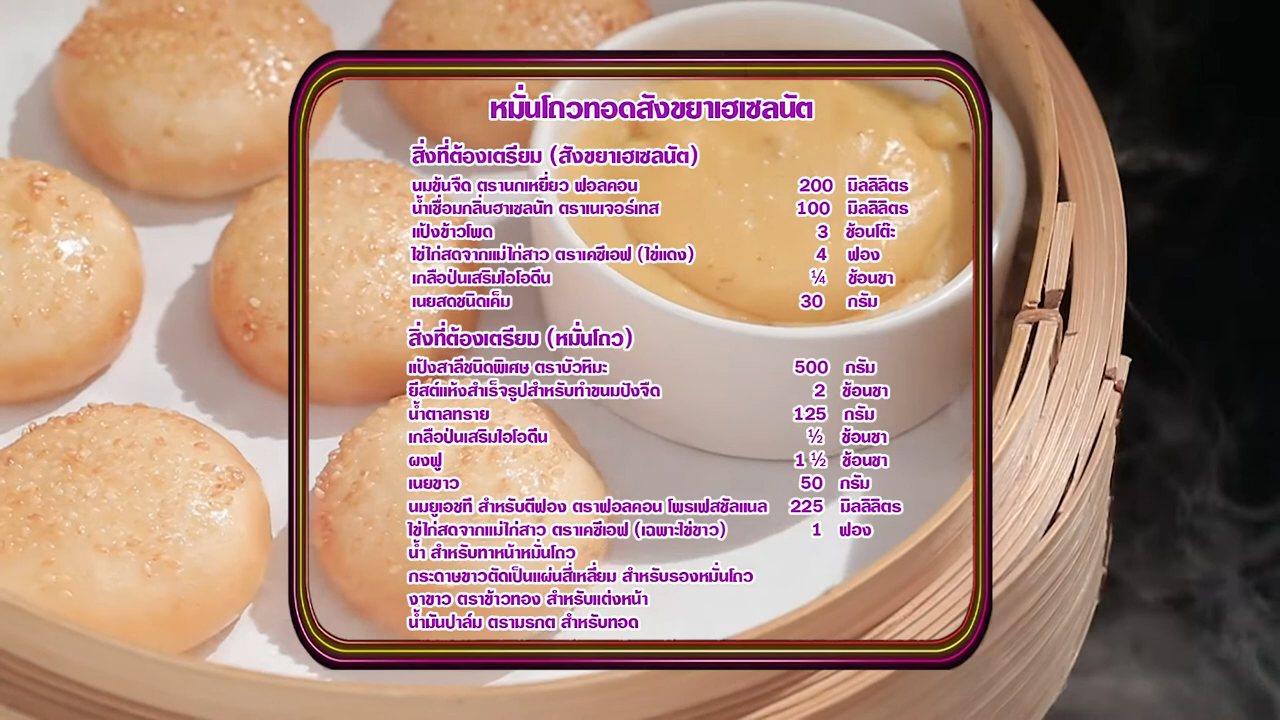 หมั่นโถวทอดสังขยาเฮเซลนัต
สิ่งที่ต้องเตรียม (สังขยาเฮเซลนัต)
นมข้นจืด ตรานกเหยี่ยว ฟอลคอน 200 มิลลิลิตร
น้ำเชื่อมกลิ่นฮาเซลนัท ตราเนเจอร์เทส 100 มิลลิลิตร
แป้งข้าวโพด 3 ช้อนโต๊ะ
ไข่ไก่สดจากแม่ไก่สาว ตราเคซีเอฟ (ไข่แดง) 4 ฟอง
เกลือป่นเสริมไอโอดีน ¼ ช้อนชา
เนยสดชนิดเค็ม 30 กรัม
สิ่งที่ต้องเตรียม (หมั่นโถว)
แป้งสาลีชนิดพิเศษ ตราบัวหิมะ 500 กรัม
ยีสต์แห้งสำเร็จรูปสำหรับทำขนมปังจืด 2 ช้อนชา
น้ำตาลทราย 125 กรัม
เกลือป่นเสริมไอโอดีน ½ ช้อนชา
ผงฟู 1 ½ ช้อนชา
เนยขาว 50 กรัม
นมยูเอชที สำหรับตีฟอง ตราฟอลคอน โพรเฟสชัลแนล 225 มิลลิลิตร
ไข่ไก่สดจากแม่ไก่สาว ตราเคซีเอฟ (เฉพาะไข่ขาว) 1 ฟอง
น้ำ สำหรับทาหน้าหมั่นโถว
กระดาษขาวตัดเป็นแผ่นสี่เหลี่ยม สำหรับรองหมั่นโถว
งาขาว ตราข้าวทอง สำหรับแต่งหน้า
น้ำมันปาล์ม ตรามรกต สำหรับทอด